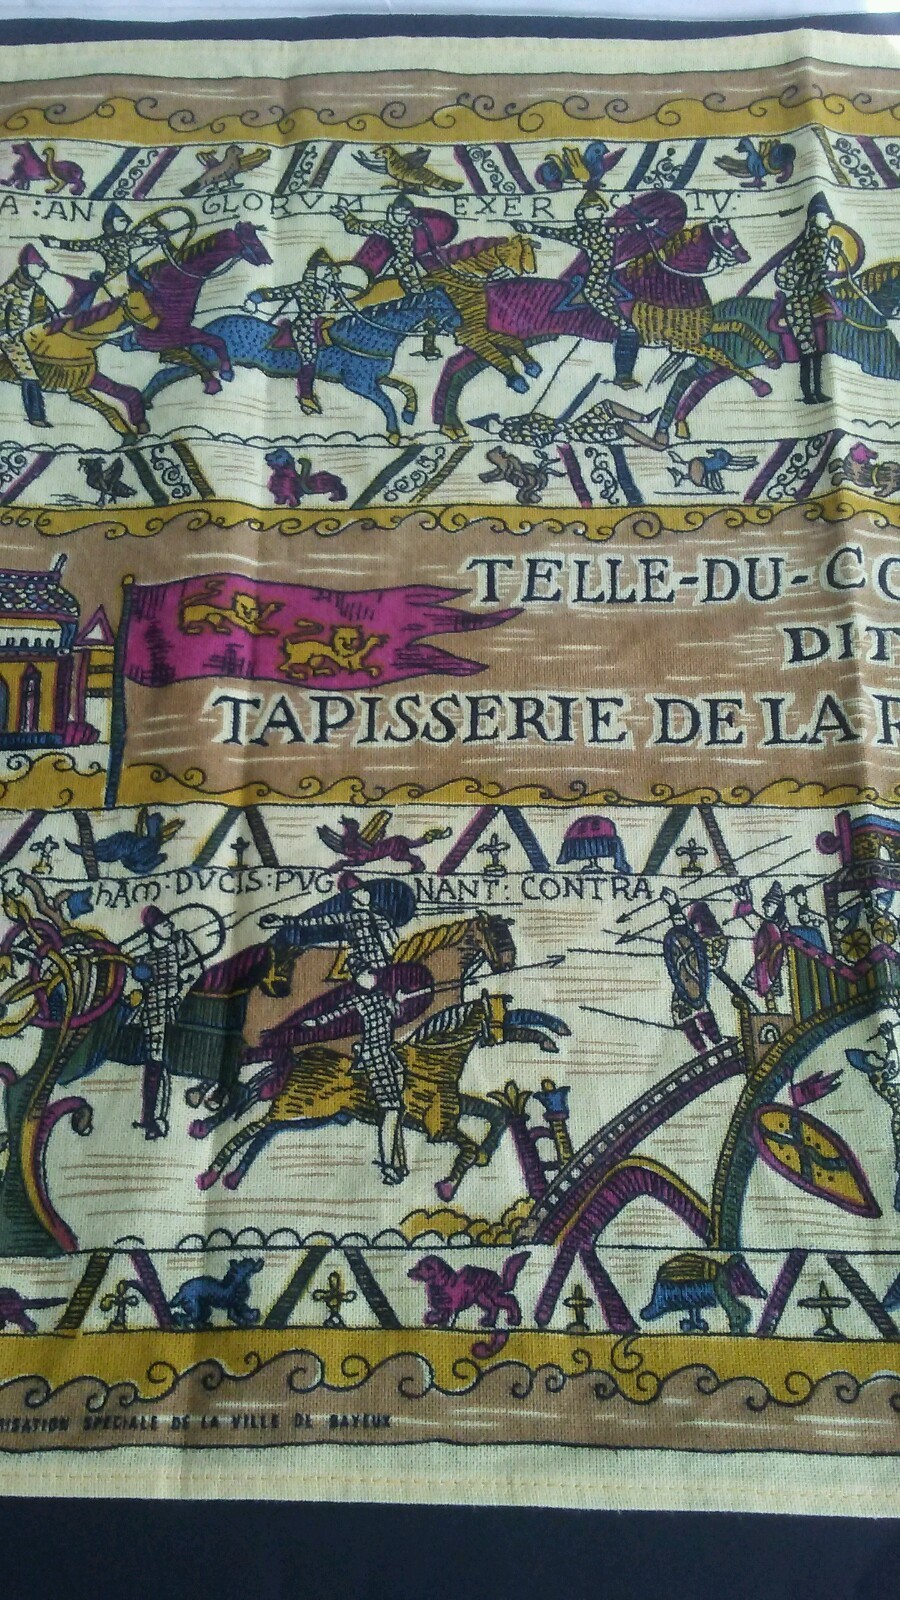 A : AN GLORVM EXER C TV:
TELLE-DU-CO
DIT
TAPISSERIE DE LA R
hAM · DVCIS : PVG NANT : CONTRA
RISATION SPECIALE DE LA VILLE DE BAYEUX